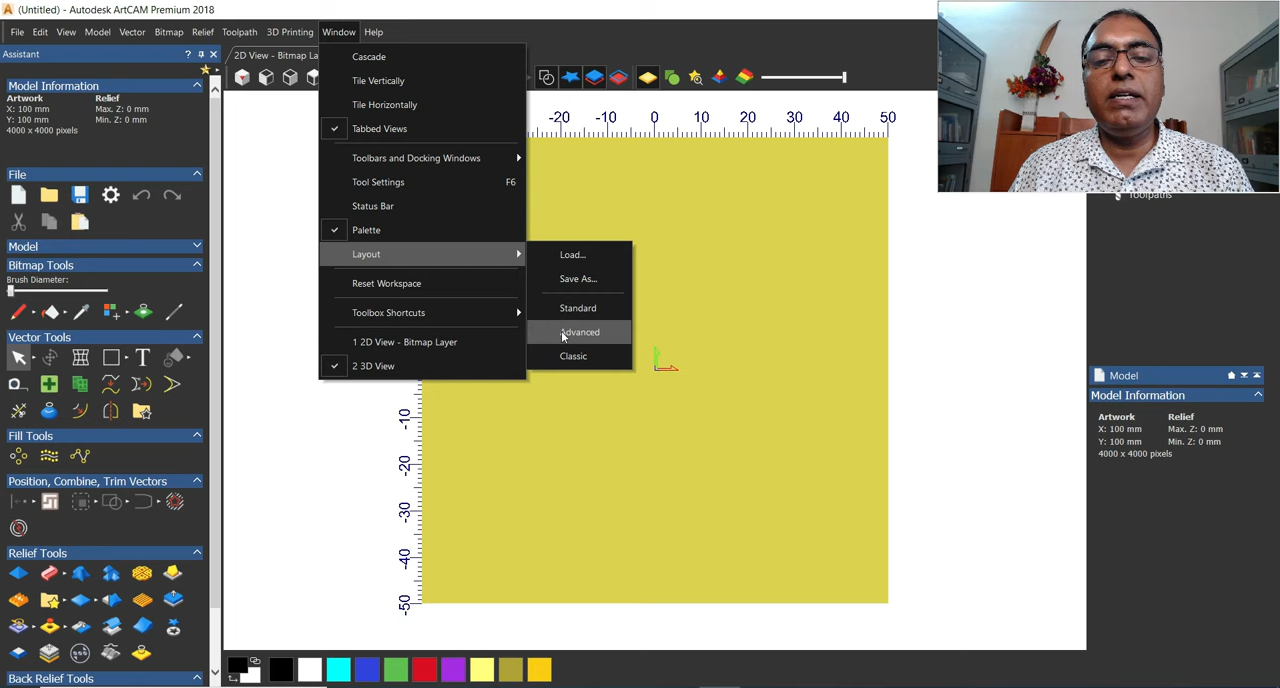 (Untitled) - Autodesk ArtCAM Premium 2018
File Edit View Model Vector Bitmap Relief Toolpath 3D Printing Window Help
Assistant
Model Information
Artwork Relief
X: 100 mm Max. Z: 0 mm
Y: 100 mm Min. Z: 0 mm
4000 x 4000 pixels
File
Model
Bitmap Tools
Brush Diameter:
Vector Tools
Fill Tools
Position, Combine, Trim Vectors
Relief Tools
Back Relief Tools
2D View - Bitmap La
Cascade
Tile Vertically
Tile Horizontally
Tabbed Views
Toolbars and Docking Windows
Tool Settings F6
Status Bar
Palette
Layout
Reset Workspace
Toolbox Shortcuts
1 2D View - Bitmap Layer
2 3D View
Load...
Save As...
Standard
Advanced
Classic
-20 -10 0 10 20 30 40 50
-10
-20
-30
-40
-50
Toolpaths
Model
Model Information
Artwork Relief
X: 100 mm Max. Z: 0 mm
Y: 100 mm Min. Z: 0 mm
4000 x 4000 pixels